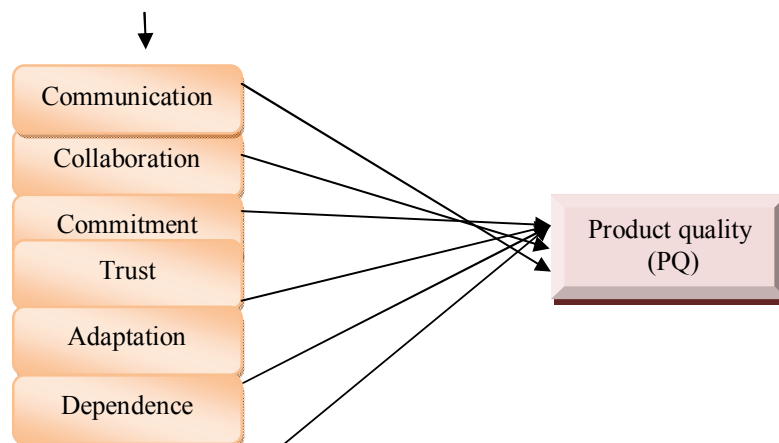 Communication
Collaboration
Commitment
Trust
Adaptation
Dependence
Product quality
(PQ)